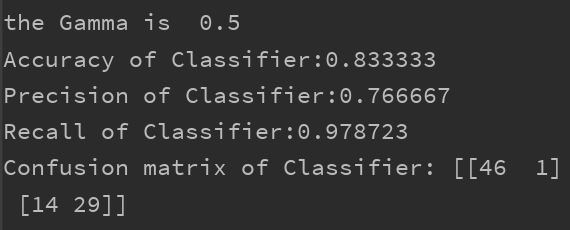 the Gamma is  0.5
Accuracy of Classifier:0.833333
Precision of Classifier:0.766667
Recall of Classifier:0.978723
Confusion matrix of Classifier: [[46  1]
 [14 29]]